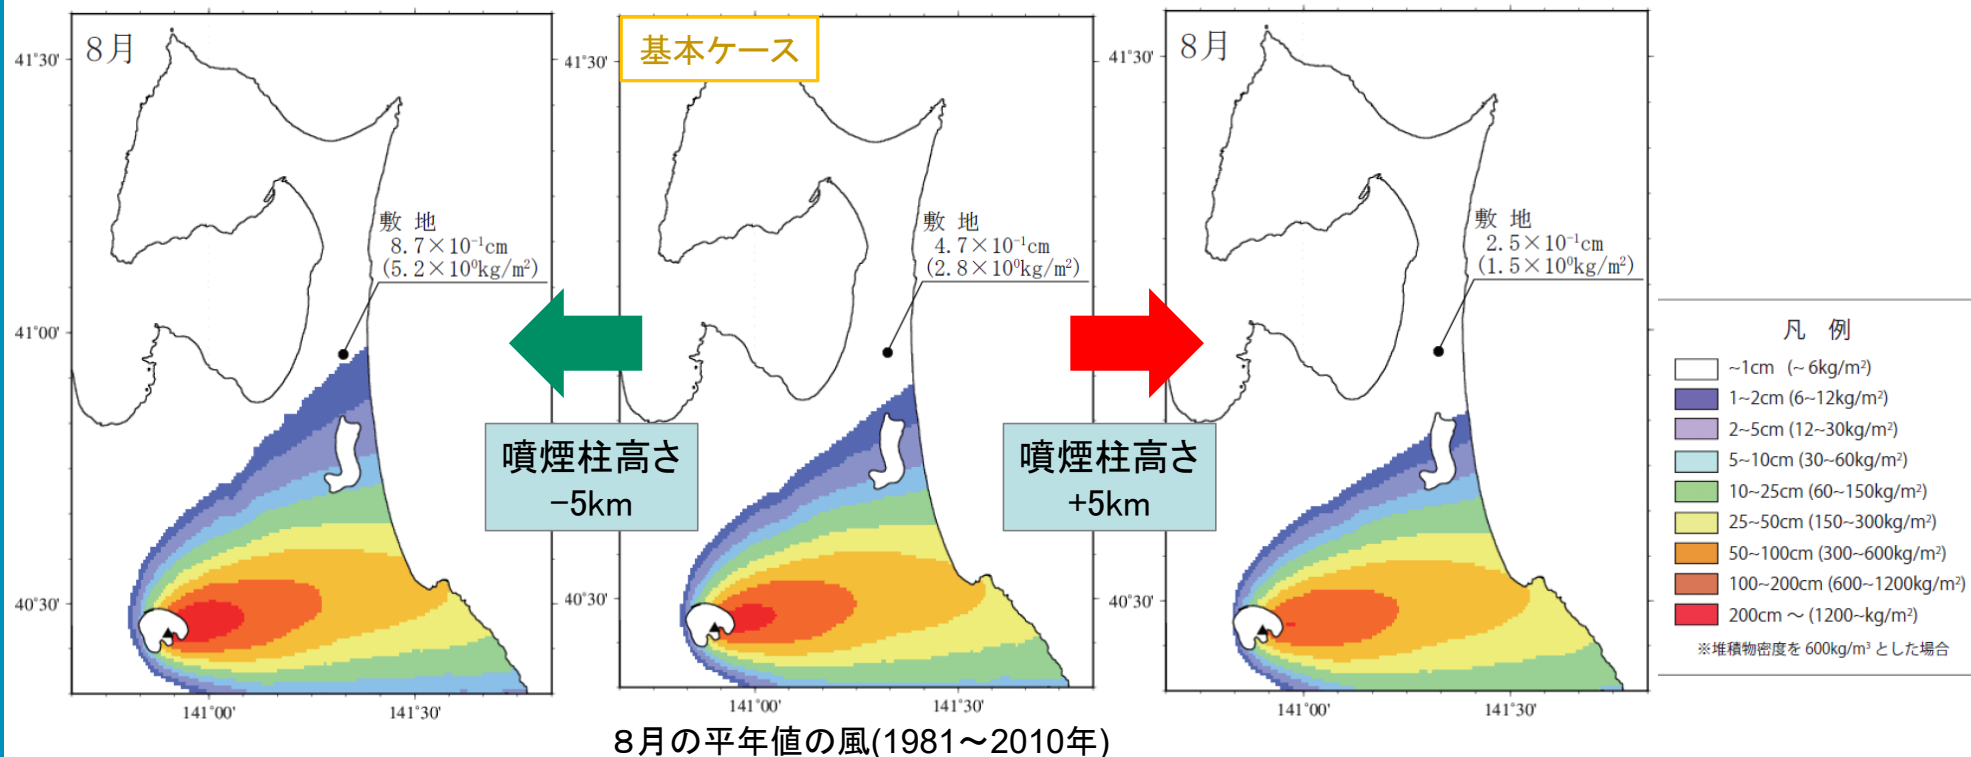 8月
41°30'
41°00'
40°30'
141°00'
141°30'
敷 地
8.7×10⁻¹cm
(5.2×10⁰kg/m²)
噴煙柱高さ
−5km
基本ケース
41°30'
41°00'
40°30'
141°00'
141°30'
敷 地
4.7×10⁻¹cm
(2.8×10⁰kg/m²)
噴煙柱高さ
+5km
8月
41°30'
41°00'
40°30'
141°00'
141°30'
敷 地
2.5×10⁻¹cm
(1.5×10⁰kg/m²)
凡 例
~1cm (~ 6kg/m²)
1~2cm (6~12kg/m²)
2~5cm (12~30kg/m²)
5~10cm (30~60kg/m²)
10~25cm (60~150kg/m²)
25~50cm (150~300kg/m²)
50~100cm (300~600kg/m²)
100~200cm (600~1200kg/m²)
200cm ～ (1200~kg/m²)
※堆積物密度を 600kg/m³ とした場合
８月の平年値の風(1981～2010年)